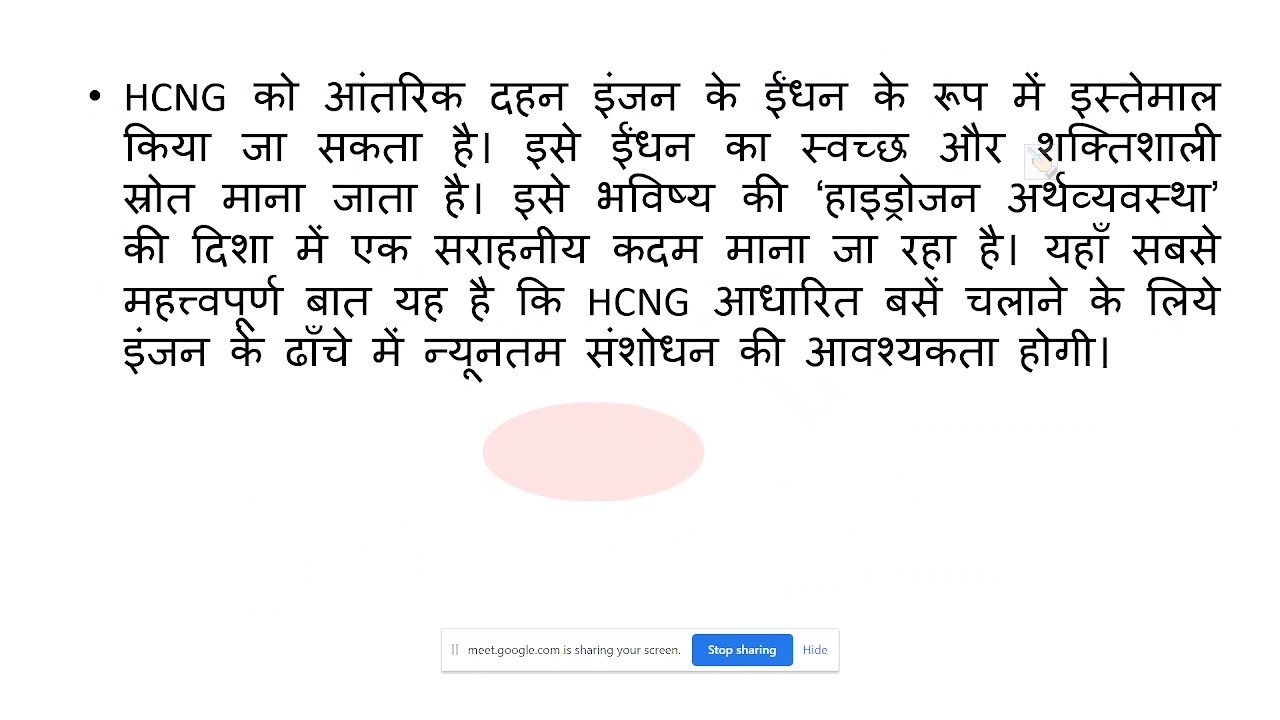 • HCNG को आंतरिक दहन इंजन के ईंधन के रूप में इस्तेमाल
किया जा सकता है। इसे ईंधन का स्वच्छ और शक्तिशाली
स्रोत माना जाता है। इसे भविष्य की ‘हाइड्रोजन अर्थव्यवस्था’
की दिशा में एक सराहनीय कदम माना जा रहा है। यहाँ सबसे
महत्त्वपूर्ण बात यह है कि HCNG आधारित बसें चलाने के लिये
इंजन के ढाँचे में न्यूनतम संशोधन की आवश्यकता होगी।
meet.google.com is sharing your screen. Stop sharing Hide